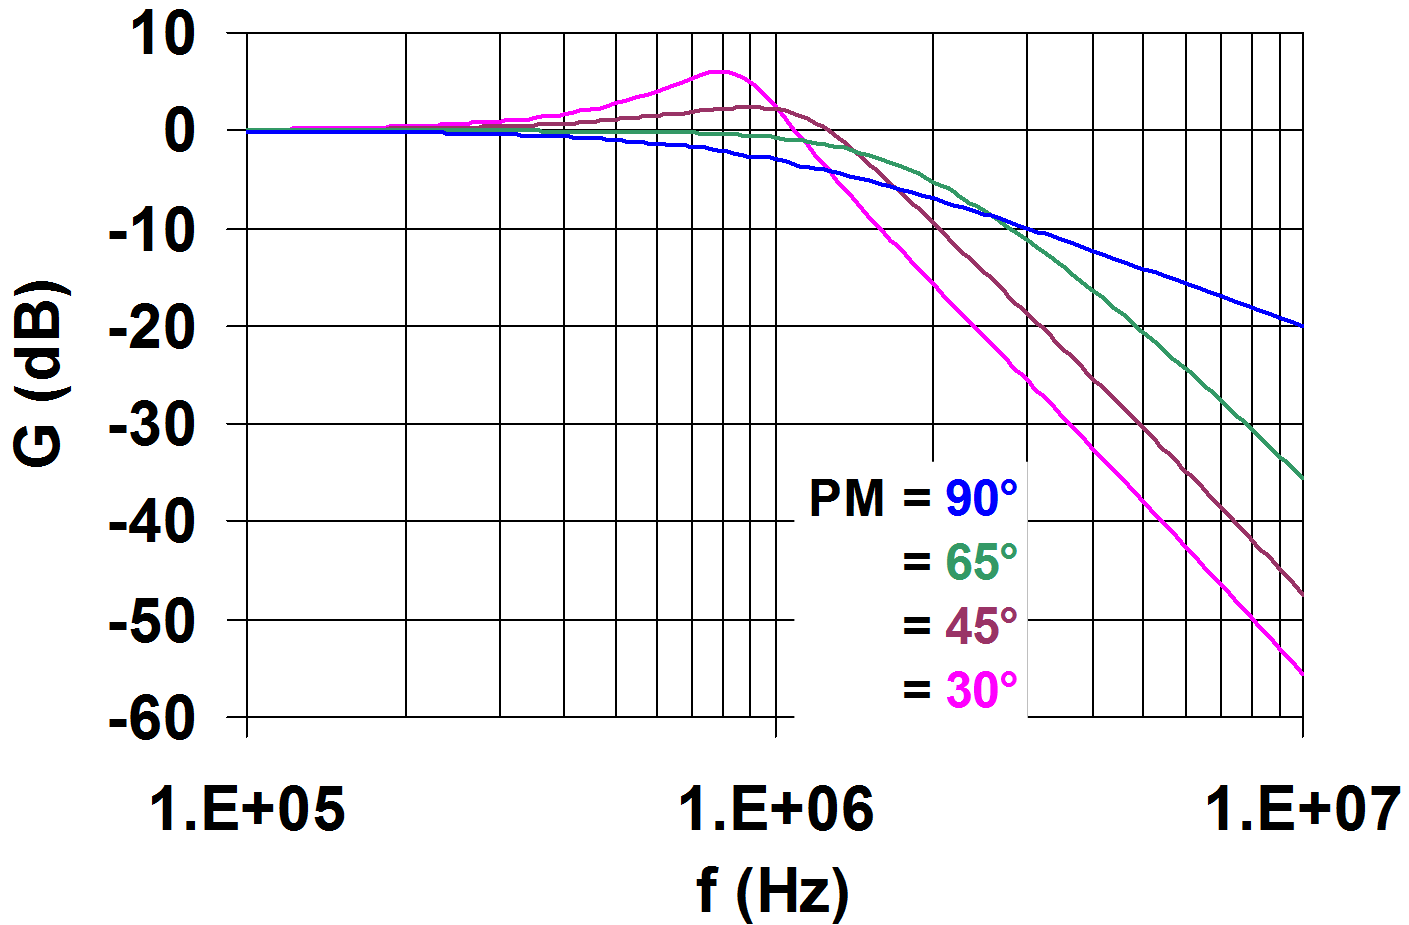 10
0
-10
-20
-30
-40
-50
-60
G (dB)
PM = 90°
= 65°
= 45°
= 30°
1.E+05 1.E+06 1.E+07
f (Hz)